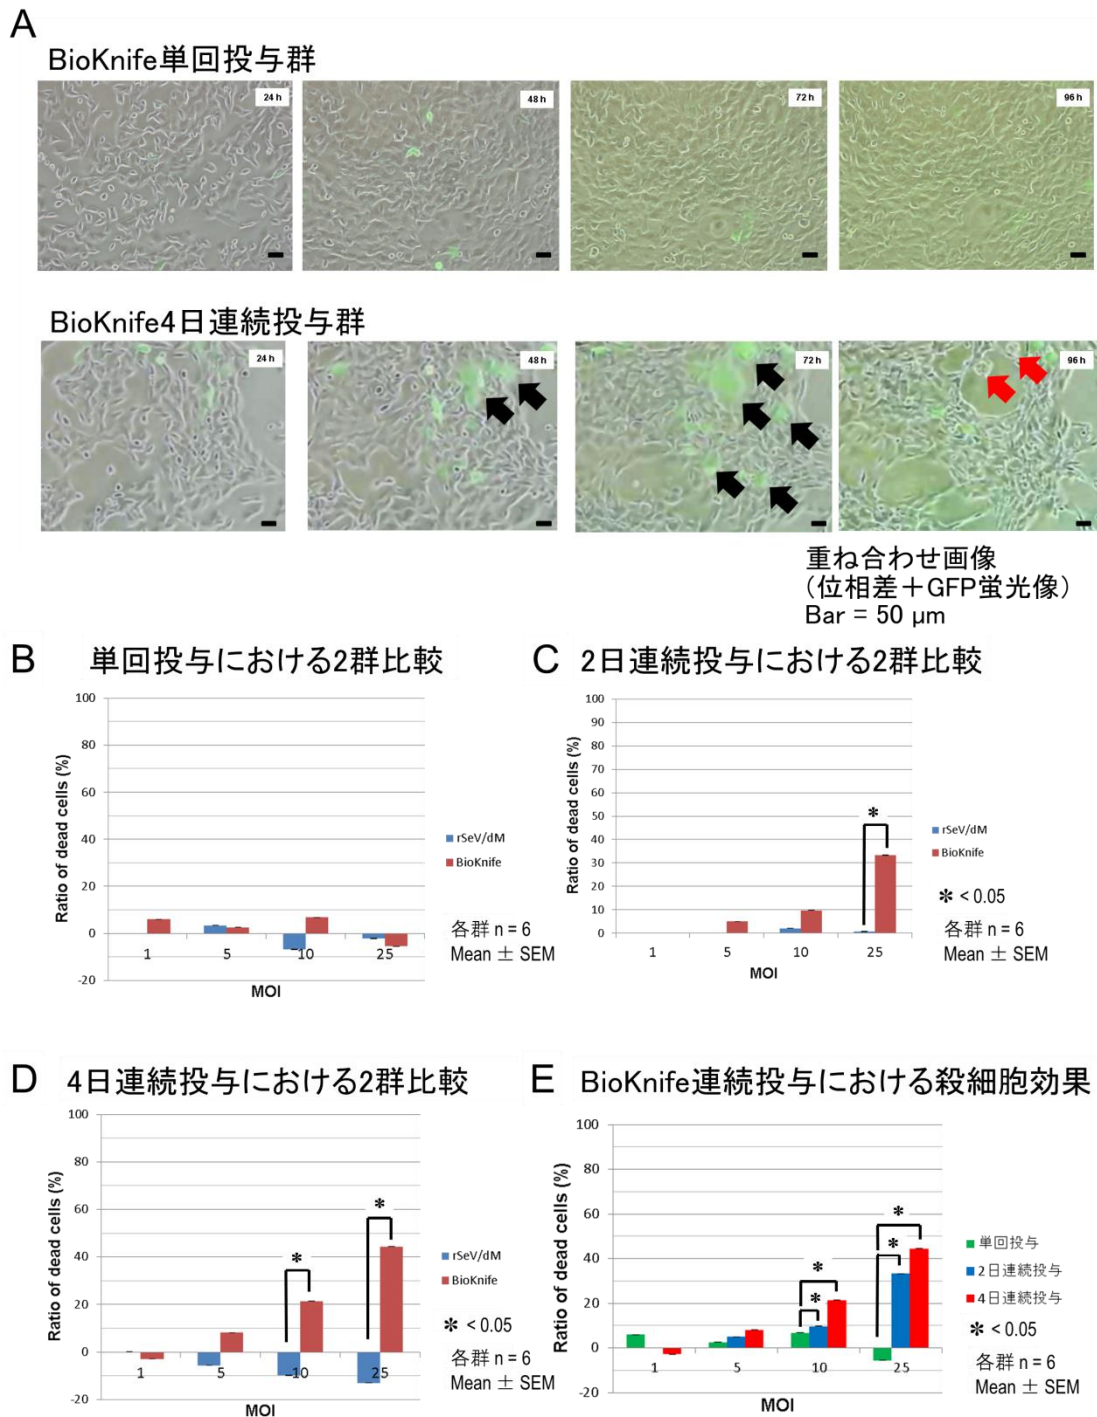 A
BioKnife単回投与群
24 h
48 h
72 h
96 h
BioKnife4日連続投与群
24 h
48 h
72 h
96 h
重ね合わせ画像
(位相差+GFP蛍光像)
Bar = 50 µm
B 単回投与における2群比較
100
80
60
40
20
0
-20
Ratio of dead cells (%)
1 5 10 25
MOI
rSeV/dM
BioKnife
各群 n = 6
Mean ± SEM
C 2日連続投与における2群比較
100
90
80
70
60
50
40
30
20
10
0
Ratio of dead cells (%)
*
1 5 10 25
MOI
rSeV/dM
BioKnife
* < 0.05
各群 n = 6
Mean ± SEM
D 4日連続投与における2群比較
100
80
60
40
20
0
-20
Ratio of dead cells (%)
*
*
1 5 10 25
MOI
rSeV/dM
BioKnife
* < 0.05
各群 n = 6
Mean ± SEM
E BioKnife連続投与における殺細胞効果
100
80
60
40
20
0
-20
Ratio of dead cells (%)
*
*
*
*
1 5 10 25
MOI
単回投与
2日連続投与
4日連続投与
* < 0.05
各群 n = 6
Mean ± SEM